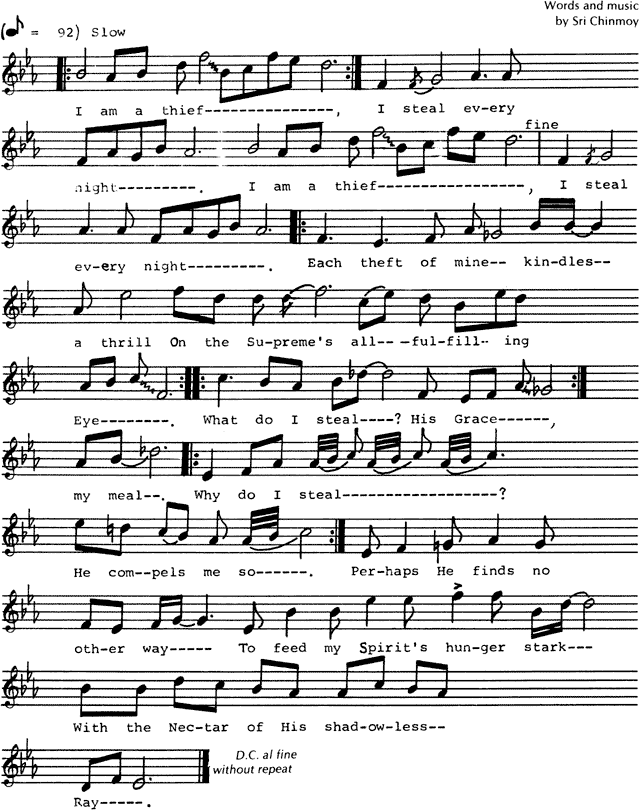 Words and music
by Sri Chinmoy
(♪ = 92) Slow
I am a thief----------------, I steal ev-ery
night---------. I am a thief------------------, I steal
fine
ev-ery night---------. Each theft of mine-- kin-dles--
a thrill On the Su-preme's all----ful-fill-- ing
Eye--------. What do I steal----? His Grace------,
my meal--. Why do I steal------------------?
He com--pels me so------. Per-haps He finds no
oth-er way----- To feed my Spirit's hun-ger stark---
With the Nec-tar of His shad-ow-less--
D.C. al fine
without repeat
Ray-----.